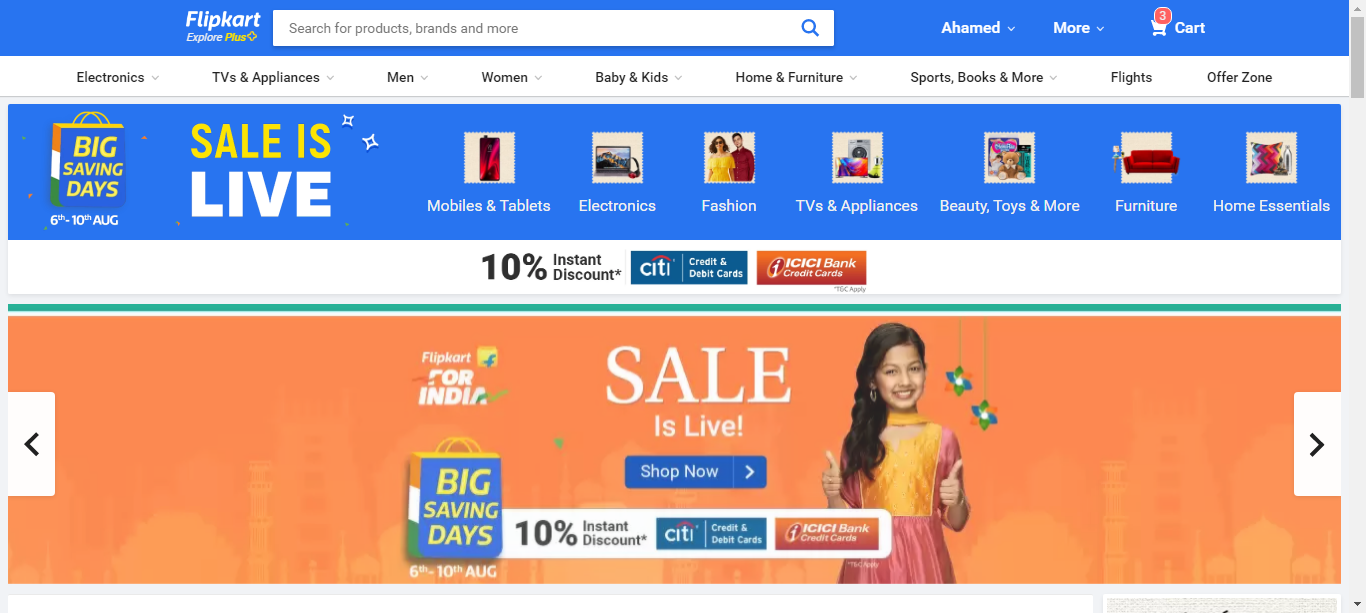 Flipkart
Explore Plus
Search for products, brands and more
Ahamed
More
3
Cart
Electronics
TVs & Appliances
Men
Women
Baby & Kids
Home & Furniture
Sports, Books & More
Flights
Offer Zone
BIG
SAVING
DAYS
6th-10th AUG
SALE IS
LIVE
Mobiles & Tablets
Electronics
Fashion
TVs & Appliances
Beauty, Toys & More
Furniture
Home Essentials
10% Instant
Discount*
citi
Credit &
Debit Cards
ICICI Bank
Credit Cards
*T&C Apply
Flipkart
FOR
INDIA
SALE
Is Live!
Shop Now
BIG
SAVING
DAYS
6th-10th AUG
10% Instant
Discount*
citi
Credit &
Debit Cards
ICICI Bank
Credit Cards
*T&C Apply